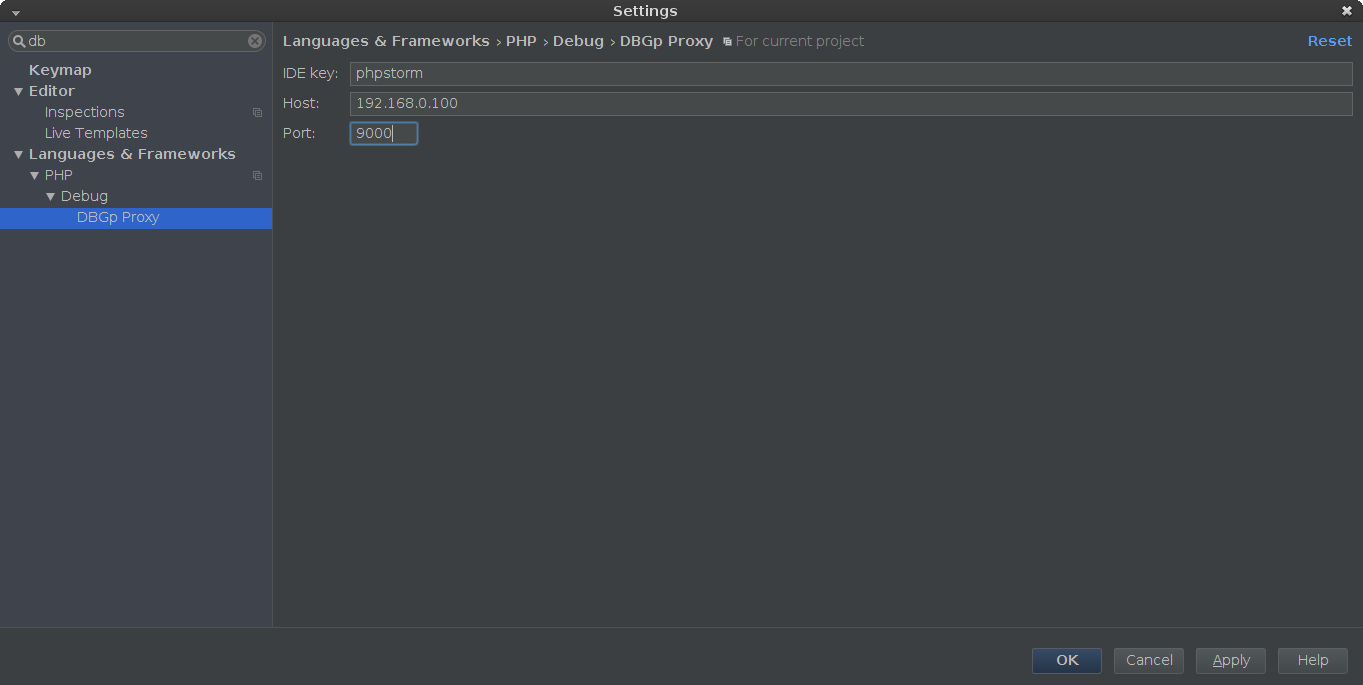 Settings
db
Keymap
Editor
Inspections
Live Templates
Languages & Frameworks
PHP
Debug
DBGp Proxy
Languages & Frameworks › PHP › Debug › DBGp Proxy For current project Reset
IDE key: phpstorm
Host: 192.168.0.100
Port: 9000
OK Cancel Apply Help